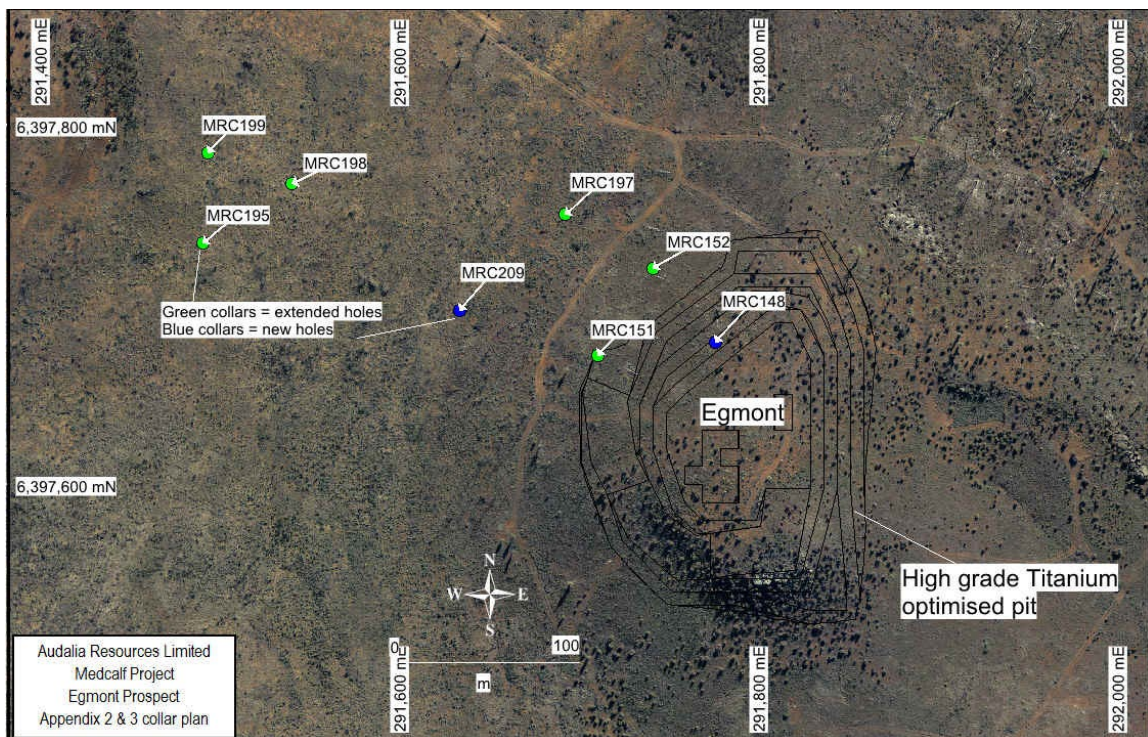 291,400 mE
291,600 mE
291,800 mE
292,000 mE
6,397,800 mN
MRC199
MRC198
MRC197
MRC195
MRC152
MRC209
Green collars = extended holes
Blue collars = new holes
MRC148
MRC151
Egmont
6,397,600 mN
High grade Titanium
optimised pit
N
W E
S
0 100
m
Audalia Resources Limited
Medcalf Project
Egmont Prospect
Appendix 2 & 3 collar plan
291,600 mE
291,800 mE
292,000 mE